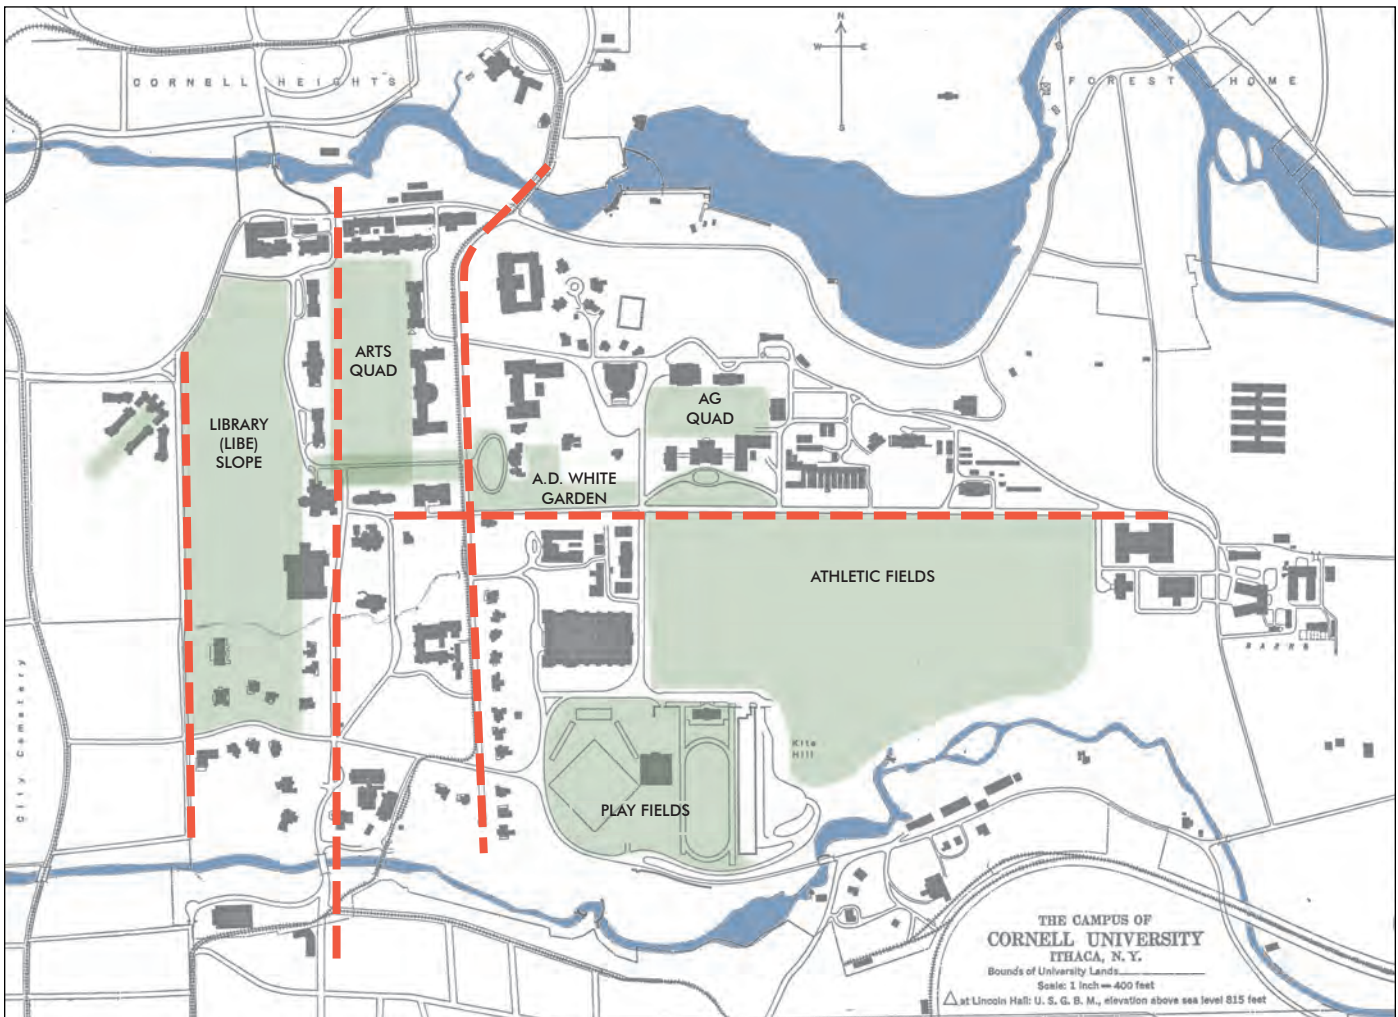 N
W E
S
CORNELL HEIGHTS
FOREST HOME
ARTS
QUAD
LIBRARY
(LIBE)
SLOPE
AG
QUAD
A.D. WHITE
GARDEN
ATHLETIC FIELDS
BARNS
City Cemetery
Kite
Hill
PLAY FIELDS
THE CAMPUS OF
CORNELL UNIVERSITY
ITHACA, N. Y.
Bounds of University Lands
Scale: 1 inch = 400 feet
△ at Lincoln Hall: U. S. G. B. M., elevation above sea level 815 feet